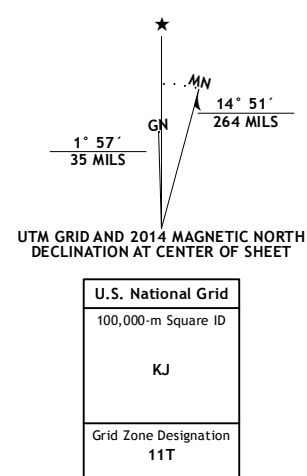 ★
MN
GN
14° 51´
264 MILS
1° 57´
35 MILS
UTM GRID AND 2014 MAGNETIC NORTH
DECLINATION AT CENTER OF SHEET
U.S. National Grid
100,000-m Square ID
KJ
Grid Zone Designation
11T